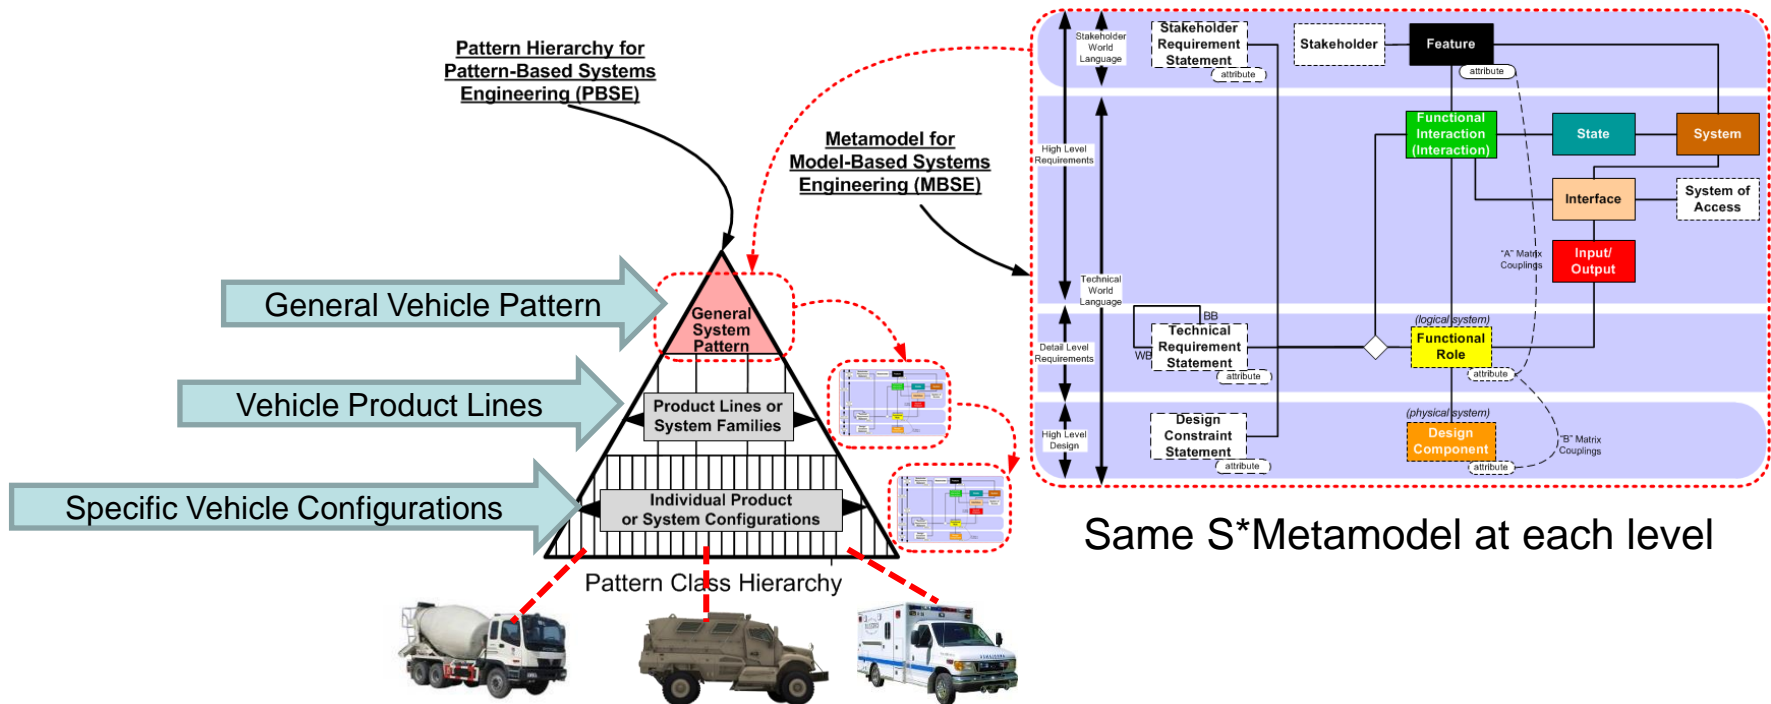 Pattern Hierarchy for
Pattern-Based Systems
Engineering (PBSE)
Metamodel for
Model-Based Systems
Engineering (MBSE)
General Vehicle Pattern
Vehicle Product Lines
Specific Vehicle Configurations
General
System
Pattern
Product Lines or
System Families
Individual Product
or System Configurations
Pattern Class Hierarchy
Stakeholder
World
Language
High Level
Requirements
Technical
World
Language
Detail Level
Requirements
High Level
Design
Stakeholder
Requirement
Statement
attribute
Stakeholder
Feature
attribute
Functional
Interaction
(Interaction)
State
System
Interface
System of
Access
"A" Matrix
Couplings
Input/
Output
BB
WB
Technical
Requirement
Statement
attribute
(logical system)
Functional
Role
attribute
Design
Constraint
Statement
attribute
(physical system)
Design
Component
attribute
"B" Matrix
Couplings
Same S*Metamodel at each level